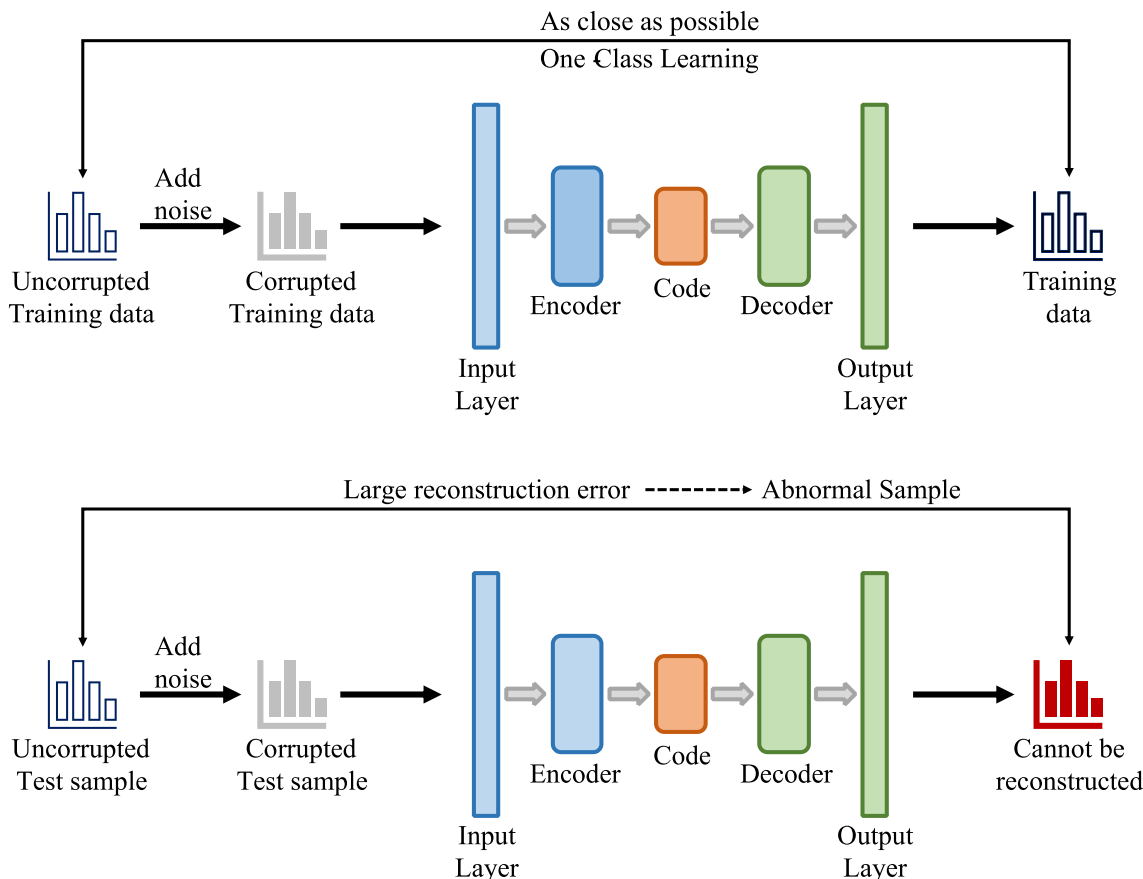 As close as possible
One-Class Learning
Add
noise
Uncorrupted
Training data
Corrupted
Training data
Encoder
Code
Decoder
Training
data
Input
Layer
Output
Layer
Large reconstruction error
Abnormal Sample
Add
noise
Uncorrupted
Test sample
Corrupted
Test sample
Encoder
Code
Decoder
Cannot be
reconstructed
Input
Layer
Output
Layer